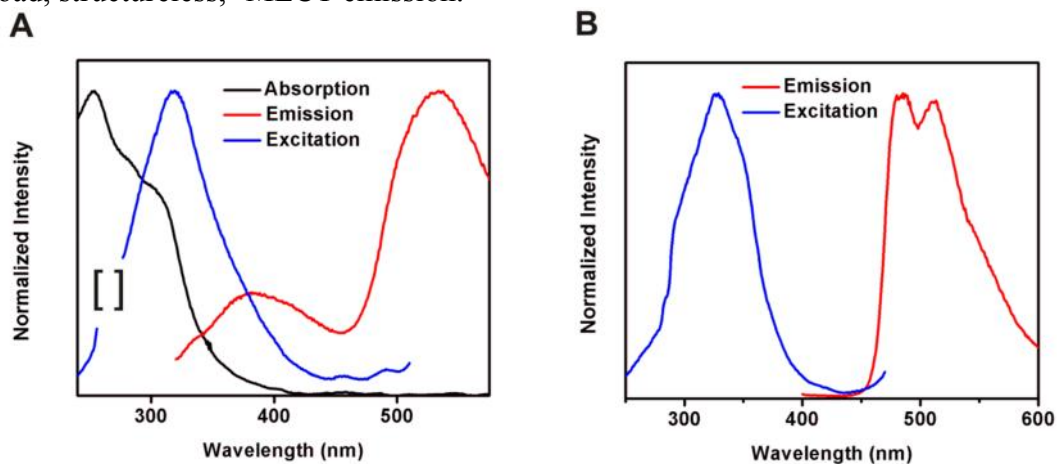 oad, structureless, MLCT emission.
A
B
Absorption
Emission
Excitation
Emission
Excitation
Normalized Intensity
Normalized Intensity
[ ]
300 400 500
300 400 500 600
Wavelength (nm)
Wavelength (nm)